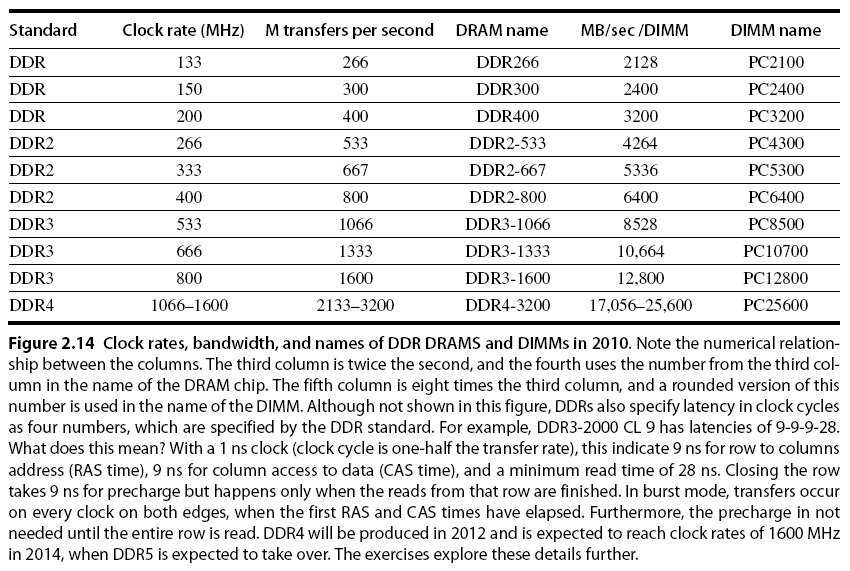 Standard Clock rate (MHz) M transfers per second DRAM name MB/sec /DIMM DIMM name
DDR 133 266 DDR266 2128 PC2100
DDR 150 300 DDR300 2400 PC2400
DDR 200 400 DDR400 3200 PC3200
DDR2 266 533 DDR2-533 4264 PC4300
DDR2 333 667 DDR2-667 5336 PC5300
DDR2 400 800 DDR2-800 6400 PC6400
DDR3 533 1066 DDR3-1066 8528 PC8500
DDR3 666 1333 DDR3-1333 10,664 PC10700
DDR3 800 1600 DDR3-1600 12,800 PC12800
DDR4 1066–1600 2133–3200 DDR4-3200 17,056–25,600 PC25600
Figure 2.14 Clock rates, bandwidth, and names of DDR DRAMS and DIMMs in 2010. Note the numerical relation-
ship between the columns. The third column is twice the second, and the fourth uses the number from the third col-
umn in the name of the DRAM chip. The fifth column is eight times the third column, and a rounded version of this
number is used in the name of the DIMM. Although not shown in this figure, DDRs also specify latency in clock cycles
as four numbers, which are specified by the DDR standard. For example, DDR3-2000 CL 9 has latencies of 9-9-9-28.
What does this mean? With a 1 ns clock (clock cycle is one-half the transfer rate), this indicate 9 ns for row to columns
address (RAS time), 9 ns for column access to data (CAS time), and a minimum read time of 28 ns. Closing the row
takes 9 ns for precharge but happens only when the reads from that row are finished. In burst mode, transfers occur
on every clock on both edges, when the first RAS and CAS times have elapsed. Furthermore, the precharge in not
needed until the entire row is read. DDR4 will be produced in 2012 and is expected to reach clock rates of 1600 MHz
in 2014, when DDR5 is expected to take over. The exercises explore these details further.